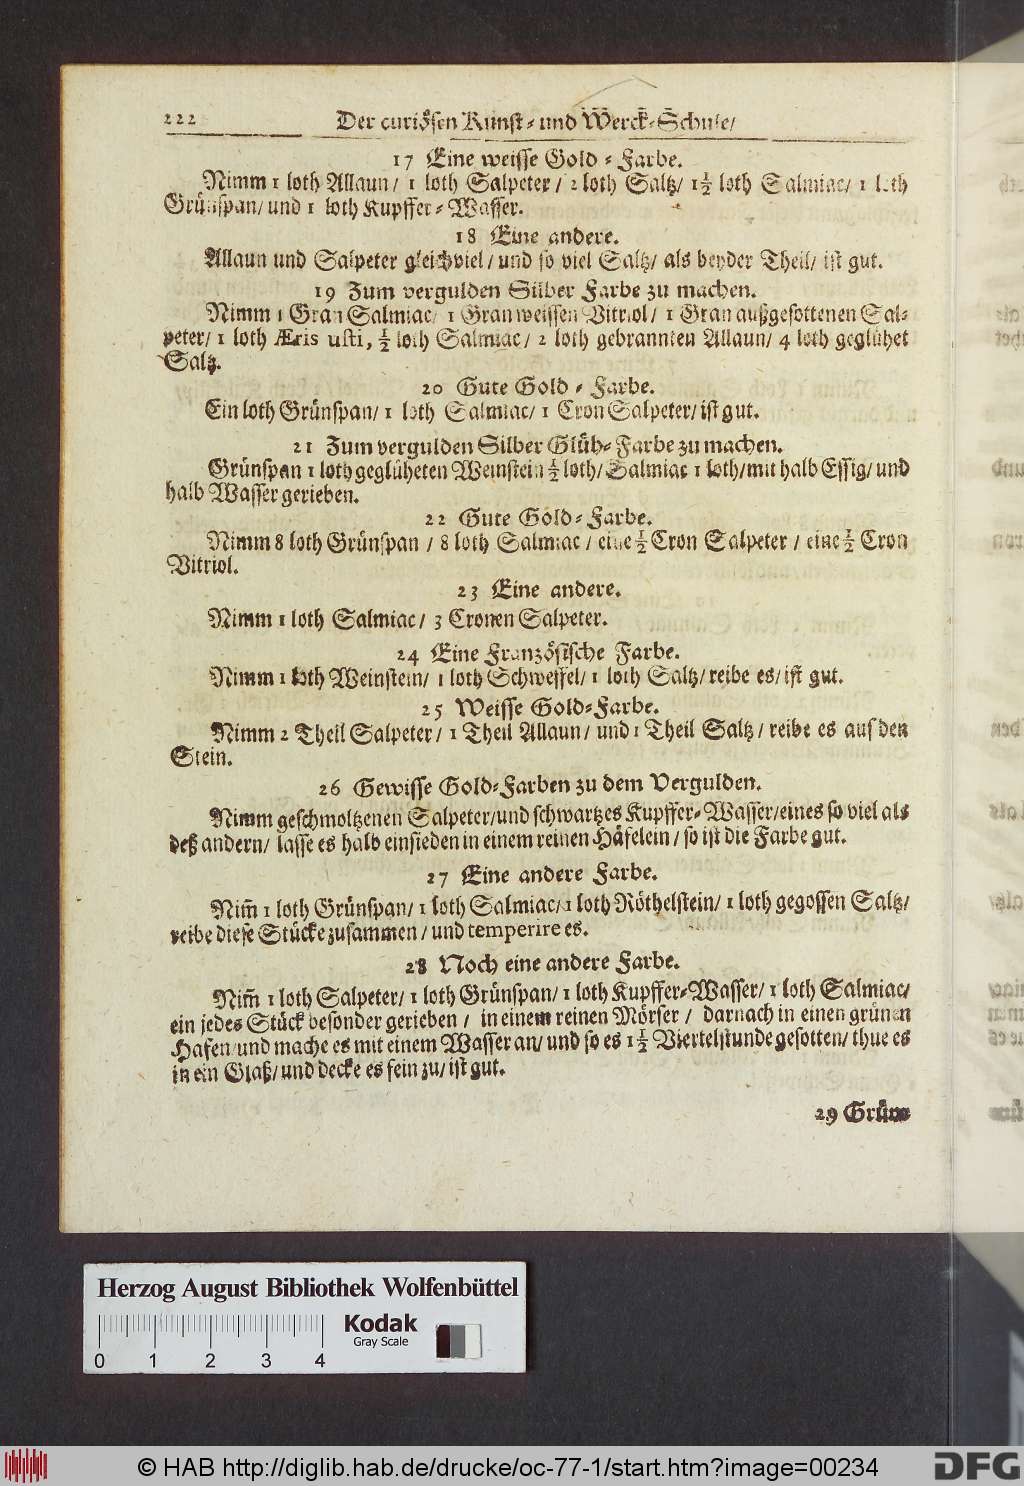 222 Der curiösen Kunst- und Werck-Schule/
17 Eine weisse Gold-Farbe.
Nimm 1 loth Allaun/ 1 loth Salpeter/ 2 loth Saltz/ 1½ loth Salmiac/ 1 loth
Grünspan/ und 1 loth Kupffer-Wasser.
18 Eine andere.
Allaun und Salpeter gleichviel/ und so viel Saltz/ als beyder Theil/ ist gut.
19 Zum vergulden Silber Farbe zu machen.
Nimm 1 Gran Salmiac/ 1 Gran weissen Vitriol/ 1 Gran außgesottenen Sal-
peter/ 1 loth Æris usti, ½ loth Salmiac/ 2 loth gebrannten Allaun/ 4 loth geglühet
Saltz.
20 Gute Gold-Farbe.
Ein loth Grünspan/ 1 loth Salmiac/ 1 Cron Salpeter/ ist gut.
21 Zum vergulden Silber Glüh-Farbe zu machen.
Grünspan 1 loth geglüheten Weinstein ½ loth/ Salmiac 1 loth/ mit halb Essig/ und
halb Wasser gerieben.
22 Gute Gold-Farbe.
Nimm 8 loth Grünspan/ 8 loth Salmiac/ eine ½ Cron Salpeter/ eine ½ Cron
Vitriol.
23 Eine andere.
Nimm 1 loth Salmiac/ 3 Cronen Salpeter.
24 Eine Französische Farbe.
Nimm 1 loth Weinstein/ 1 loth Schweffel/ 1 loth Saltz/ reibe es/ ist gut.
25 Weisse Gold-Farbe.
Nimm 2 Theil Salpeter/ 1 Theil Allaun/ und 1 Theil Saltz/ reibe es auf den
Stein.
26 Gewisse Gold-Farben zu dem Vergulden.
Nimm geschmoltzenen Salpeter/ und schwartzes Kupffer-Wasser/ eines so viel als
deß andern/ lasse es halb einsieden in einem reinen Häfelein/ so ist die Farbe gut.
27 Eine andere Farbe.
Nim̃ 1 loth Grünspan/ 1 loth Salmiac/ 1 loth Röthelstein/ 1 loth gegossen Saltz/
reibe diese Stücke zusammen/ und temperire es.
28 Noch eine andere Farbe.
Nim̃ 1 loth Salpeter/ 1 loth Grünspan/ 1 loth Kupffer-Wasser/ 1 loth Salmiac/
ein jedes Stück besonder gerieben/ in einem reinen Mörser/ darnach in einen grünen
Hafen/ und mache es mit einem Wasser an/ und so es 1½ Viertelstunde gesotten/ thue es
in ein Glaß/ und decke es fein zu/ ist gut.
29 Grüne
Herzog August Bibliothek Wolfenbüttel
Kodak
Gray Scale
0 1 2 3 4
© HAB http://diglib.hab.de/drucke/oc-77-1/start.htm?image=00234
DFG